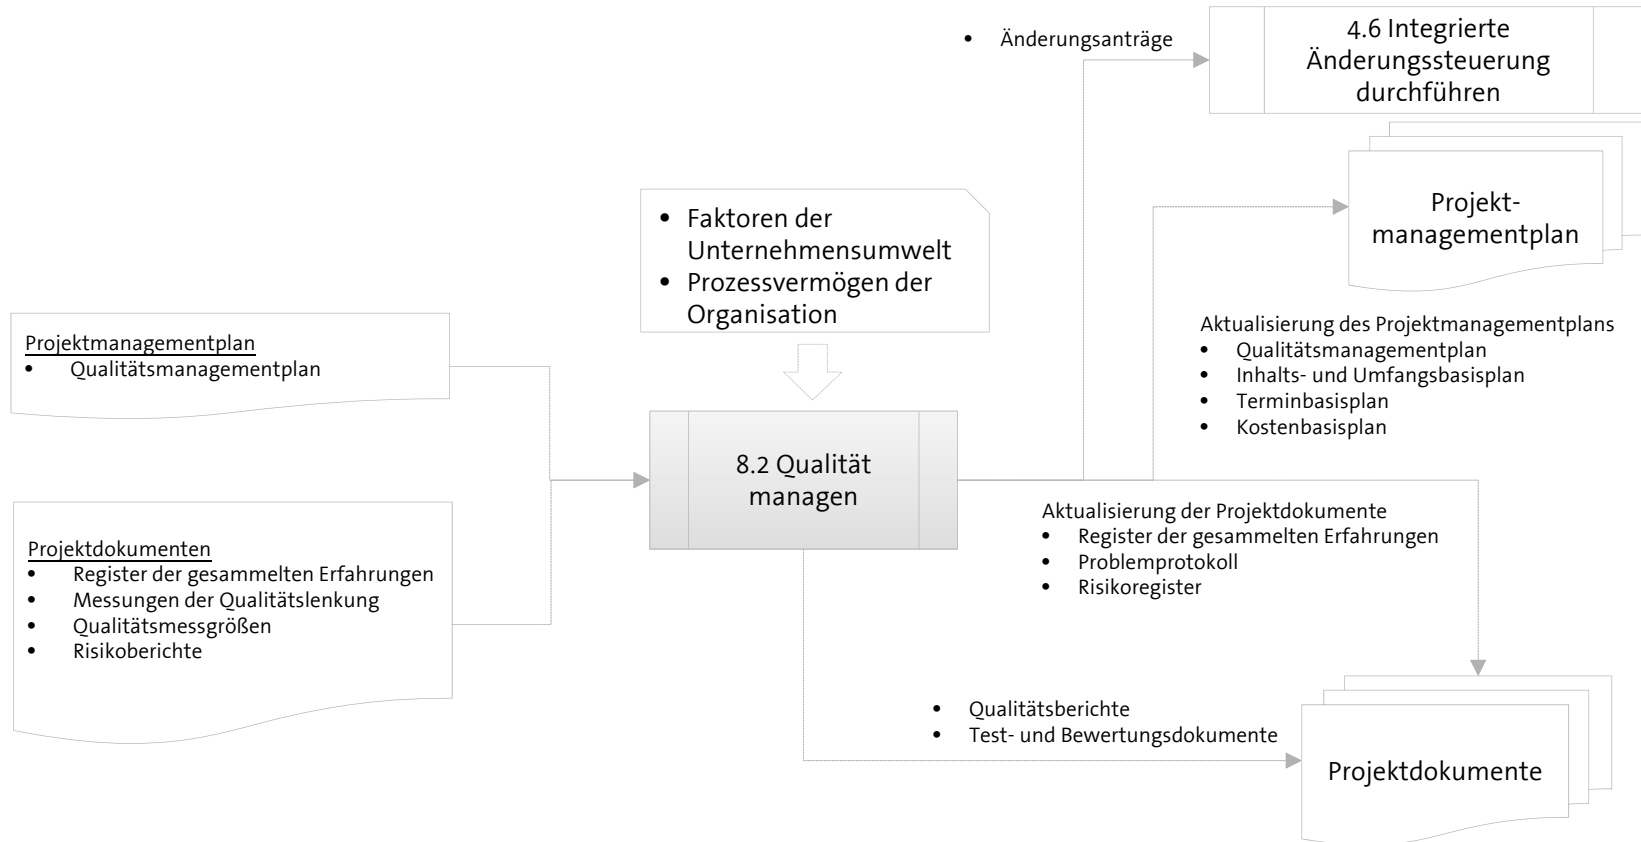 • Änderungsanträge
4.6 Integrierte
Änderungssteuerung
durchführen
Projekt-
managementplan
• Faktoren der
Unternehmensumwelt
• Prozessvermögen der
Organisation
Projektmanagementplan
• Qualitätsmanagementplan
Aktualisierung des Projektmanagementplans
• Qualitätsmanagementplan
• Inhalts- und Umfangsbasisplan
• Terminbasisplan
• Kostenbasisplan
8.2 Qualität
managen
Projektdokumenten
• Register der gesammelten Erfahrungen
• Messungen der Qualitätslenkung
• Qualitätsmessgrößen
• Risikoberichte
Aktualisierung der Projektdokumente
• Register der gesammelten Erfahrungen
• Problemprotokoll
• Risikoregister
• Qualitätsberichte
• Test- und Bewertungsdokumente
Projektdokumente